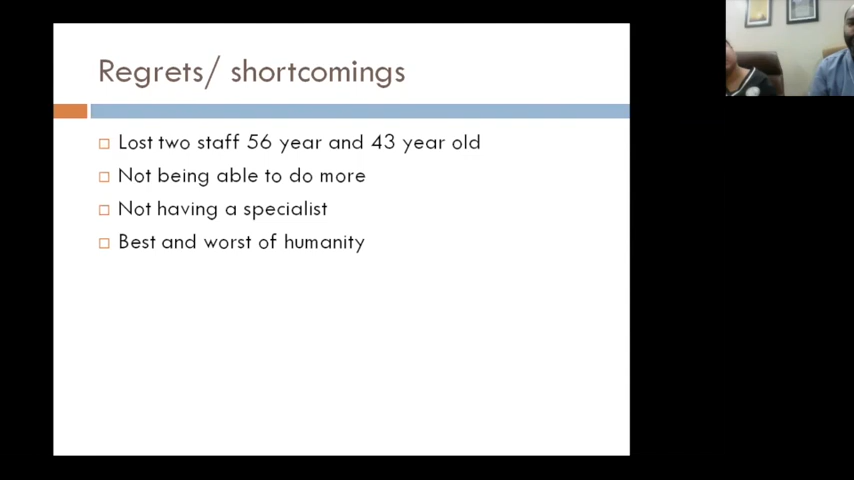 Regrets/ shortcomings
Lost two staff 56 year and 43 year old
Not being able to do more
Not having a specialist
Best and worst of humanity